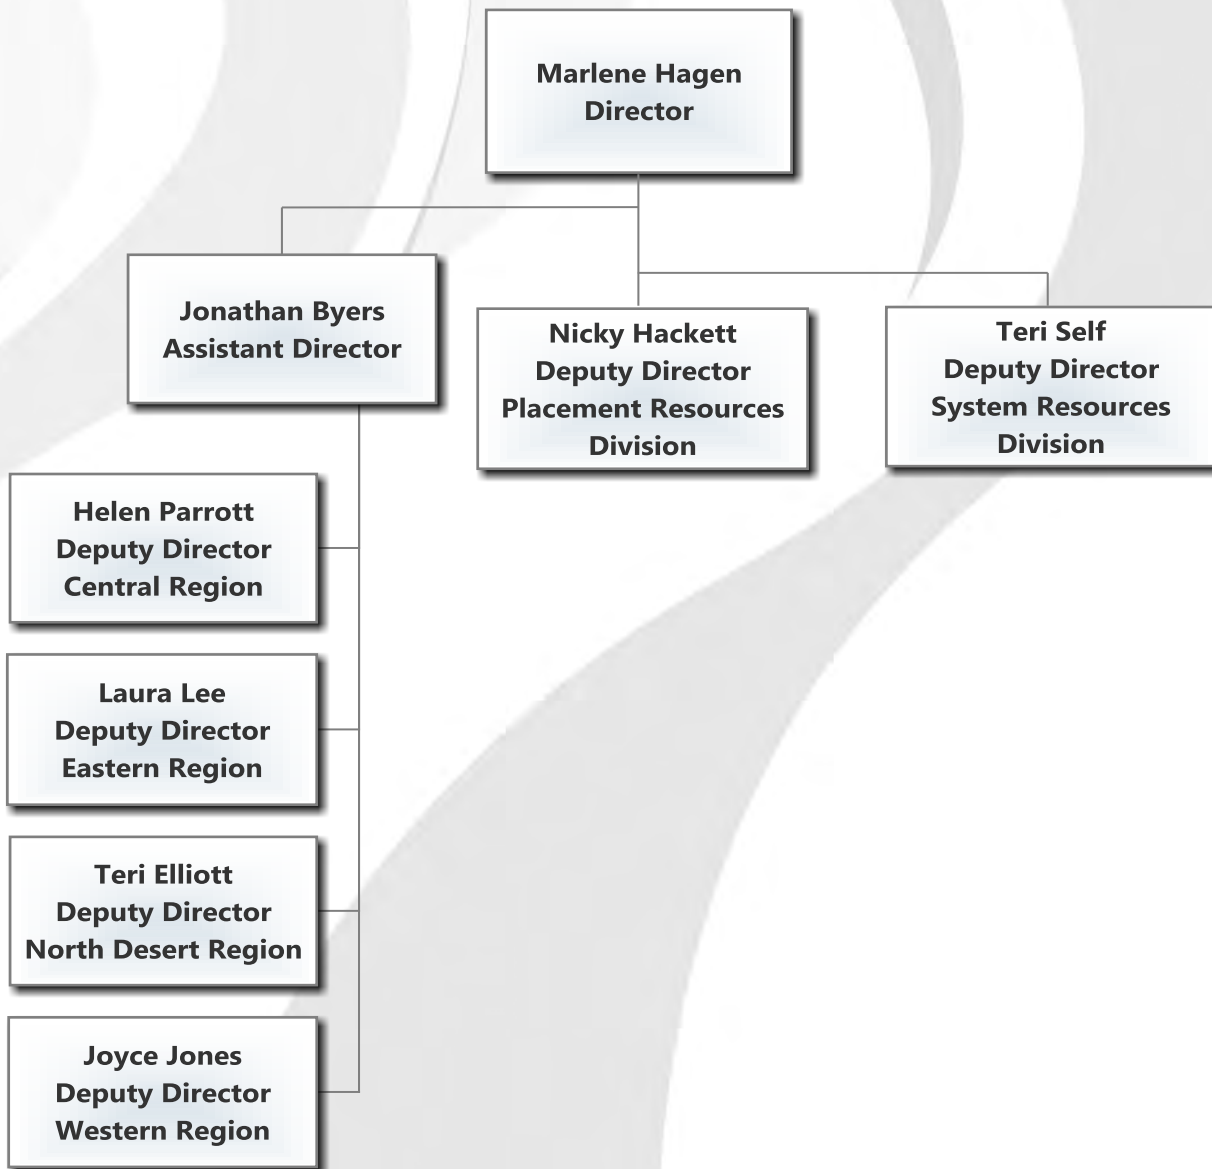 Marlene Hagen
Director
Jonathan Byers
Assistant Director
Nicky Hackett
Deputy Director
Placement Resources
Division
Teri Self
Deputy Director
System Resources
Division
Helen Parrott
Deputy Director
Central Region
Laura Lee
Deputy Director
Eastern Region
Teri Elliott
Deputy Director
North Desert Region
Joyce Jones
Deputy Director
Western Region